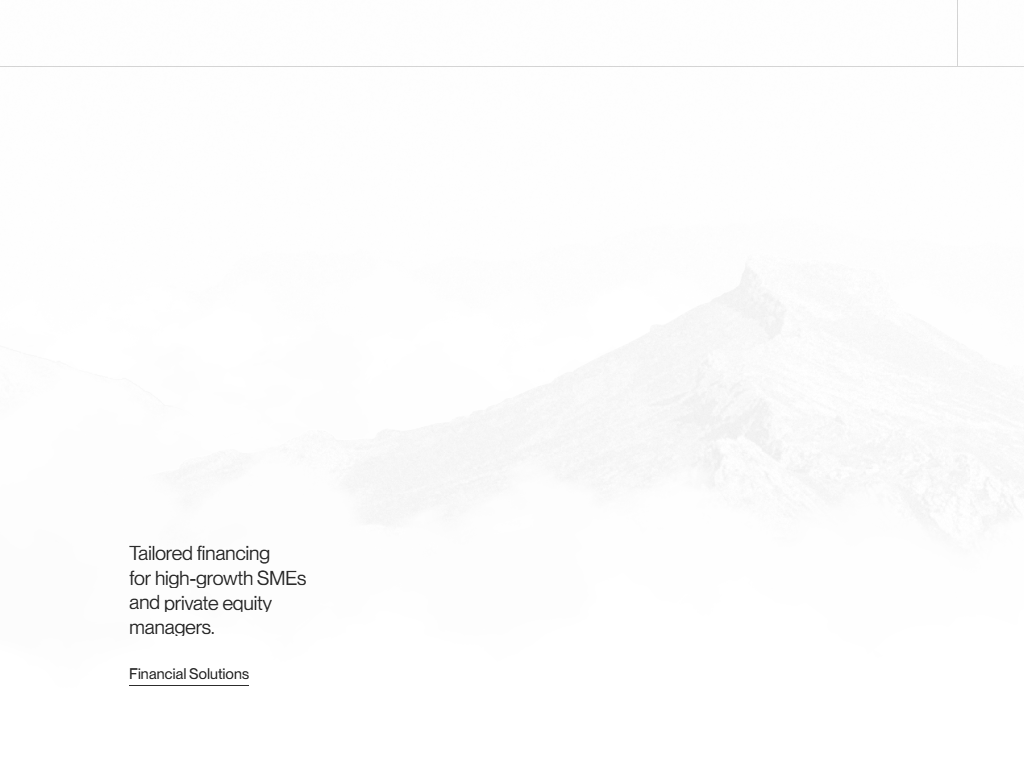 Tailored financing
for high-growth SMEs
and private equity
managers.
Financial Solutions